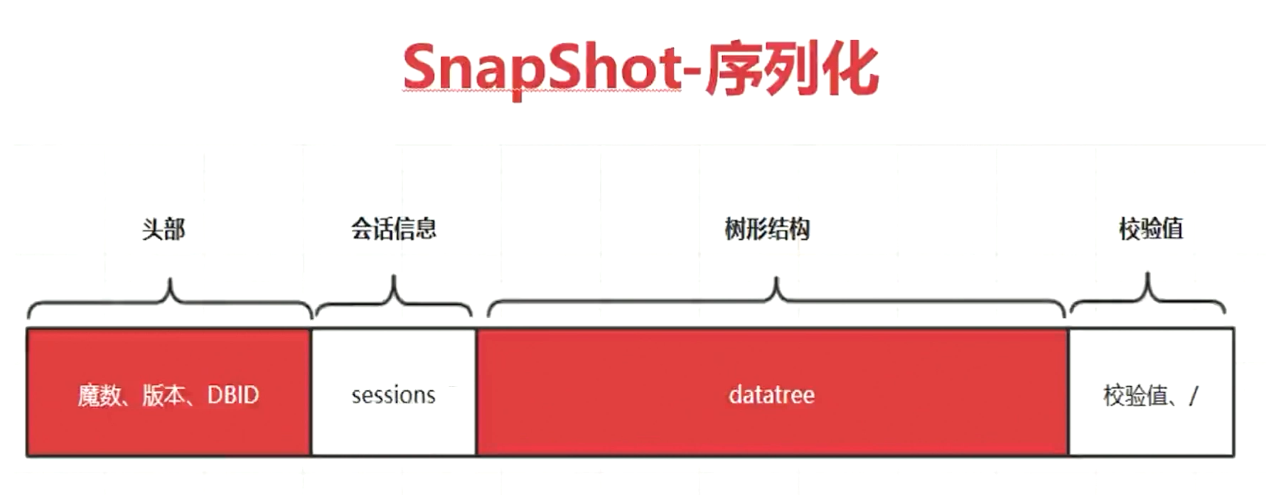 SnapShot-序列化
头部
会话信息
树形结构
校验值
魔数、版本、DBID
sessions
datatree
校验值、/